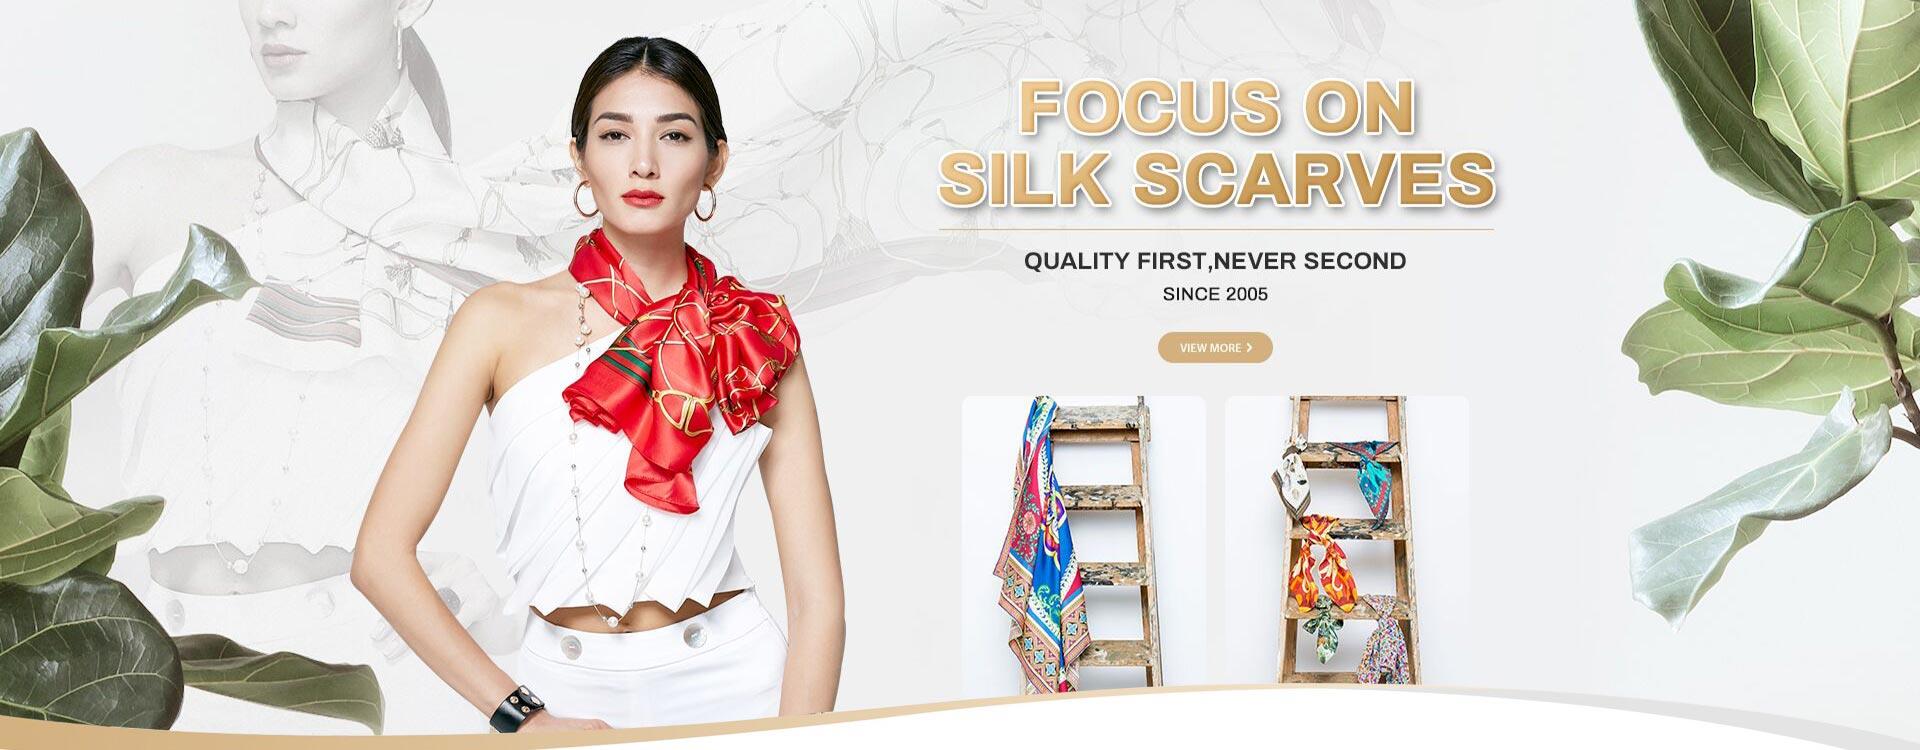 FOCUS ON
SILK SCARVES
QUALITY FIRST,NEVER SECOND
SINCE 2005
VIEW MORE